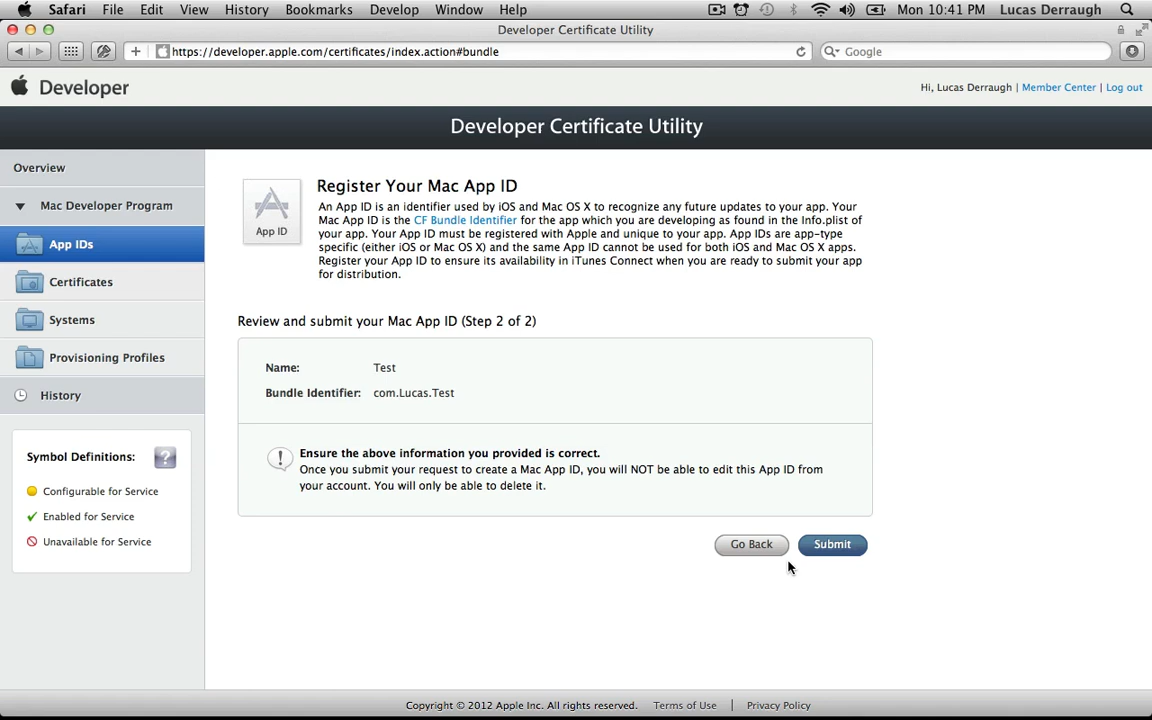 Safari File Edit View History Bookmarks Develop Window Help Mon 10:41 PM Lucas Derraugh
Developer Certificate Utility
https://developer.apple.com/certificates/index.action#bundle
Google
Developer
Hi, Lucas Derraugh | Member Center | Log out
Developer Certificate Utility
Overview
Mac Developer Program
App IDs
Certificates
Systems
Provisioning Profiles
History
Symbol Definitions: ?
Configurable for Service
Enabled for Service
Unavailable for Service
App ID
Register Your Mac App ID
An App ID is an identifier used by iOS and Mac OS X to recognize any future updates to your app. Your
Mac App ID is the CF Bundle Identifier for the app which you are developing as found in the Info.plist of
your app. Your App ID must be registered with Apple and unique to your app. App IDs are app-type
specific (either iOS or Mac OS X) and the same App ID cannot be used for both iOS and Mac OS X apps.
Register your App ID to ensure its availability in iTunes Connect when you are ready to submit your app
for distribution.
Review and submit your Mac App ID (Step 2 of 2)
Name: Test
Bundle Identifier: com.Lucas.Test
Ensure the above information you provided is correct.
Once you submit your request to create a Mac App ID, you will NOT be able to edit this App ID from
your account. You will only be able to delete it.
Go Back
Submit
Copyright © 2012 Apple Inc. All rights reserved. Terms of Use | Privacy Policy